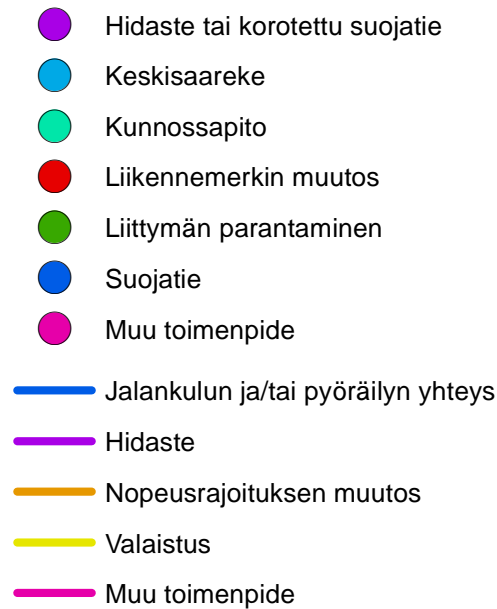 Hidaste tai korotettu suojatie
Keskisaareke
Kunnossapito
Liikennemerkin muutos
Liittymän parantaminen
Suojatie
Muu toimenpide
Jalankulun ja/tai pyöräilyn yhteys
Hidaste
Nopeusrajoituksen muutos
Valaistus
Muu toimenpide